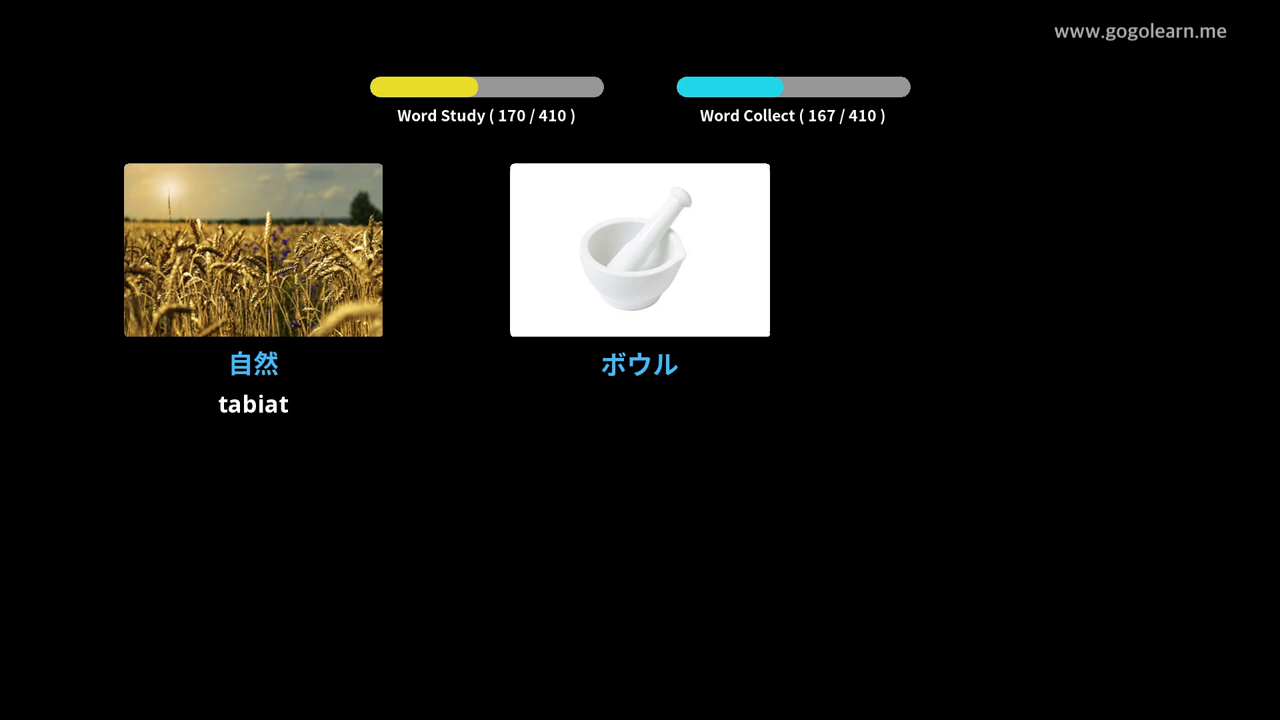 www.gogolearn.me
Word Study ( 170 / 410 )
Word Collect ( 167 / 410 )
自然
ボウル
tabiat